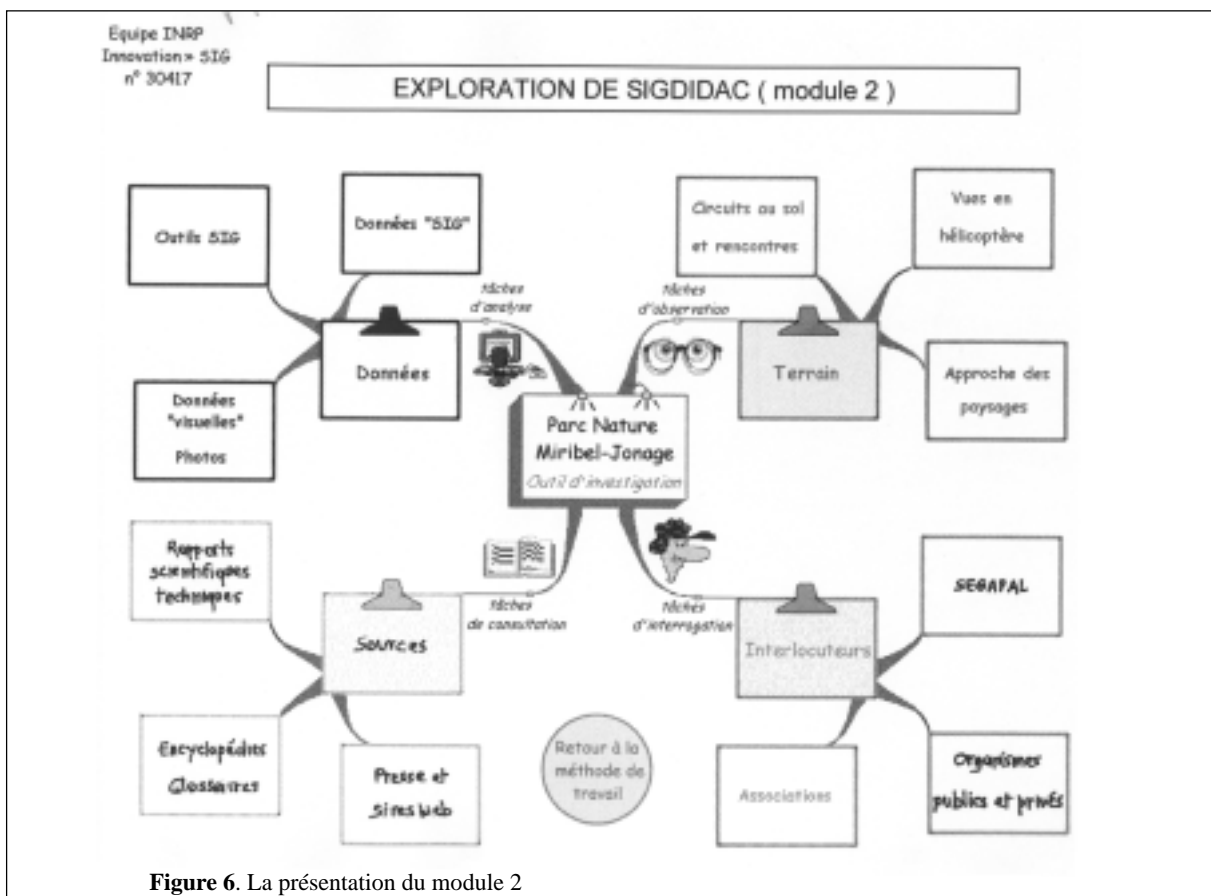 Equipe INRP
Innovation » SIG
n° 30417
EXPLORATION DE SIGDIDAC ( module 2 )
Outils SIG
Données "SIG"
Circuits au sol
et rencontres
Vues en
hélicoptère
tâches
d'analyse
tâches
d'observation
Données
SIG
Terrain
Données
"visuelles"
Photos
Approche des
paysages
Parc Nature
Miribel-Jonage
Outil d'investigation
Rapports
scientifiques
techniques
SEGAPAL
Sources
tâches
de consultation
tâches
d'interrogation
Interlocuteurs
Encyclopédies
Glossaires
Presse et
sites web
Retour à la
méthode de
travail
Associations
Organismes
publics et privés
Figure 6. La présentation du module 2